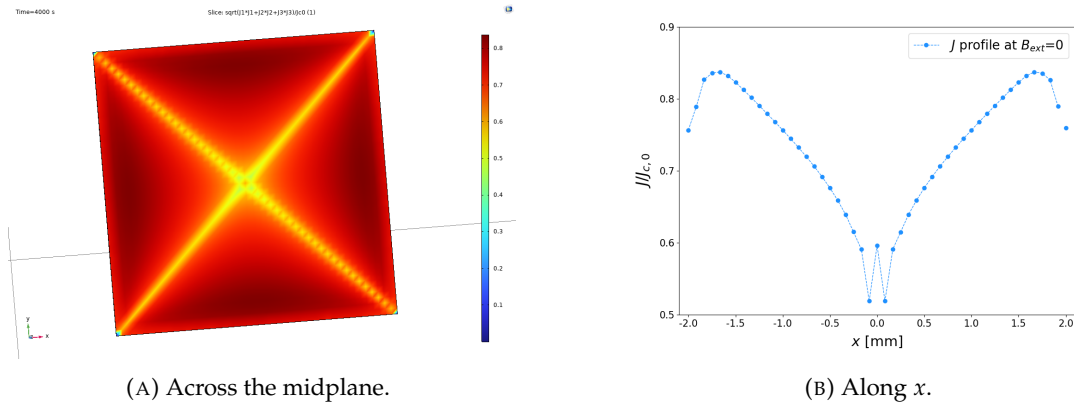 Time=4000 s
Slice: sqrt(J1*J1+J2*J2+J3*J3)/Jc0 (1)
0.8
0.7
0.6
0.5
0.4
0.3
0.2
0.1
y
x
(A) Across the midplane.
J profile at B_ext=0
0.9
0.8
0.7
0.6
0.5
J/J_c, 0
-2.0 -1.5 -1.0 -0.5 0.0 0.5 1.0 1.5 2.0
x [mm]
(B) Along x.